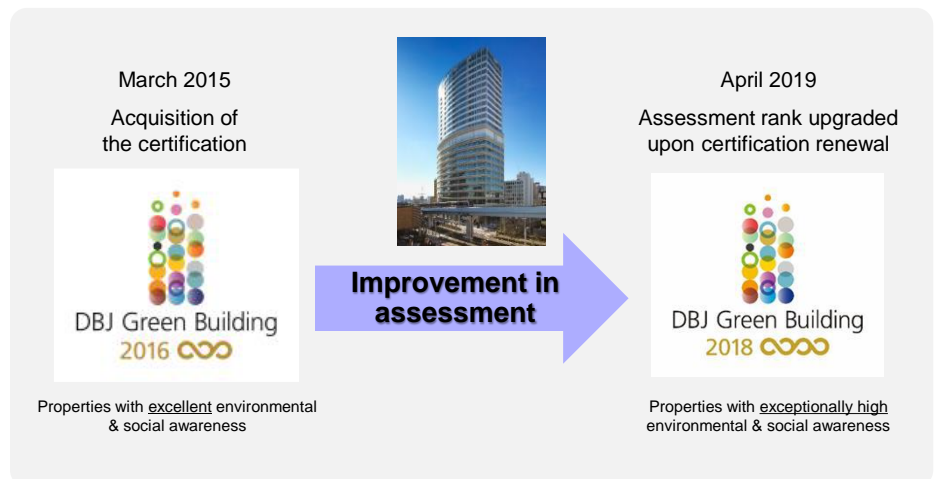 March 2015
Acquisition of
the certification
DBJ Green Building
2016
Properties with excellent environmental
& social awareness
Improvement in
assessment
April 2019
Assessment rank upgraded
upon certification renewal
DBJ Green Building
2018
Properties with exceptionally high
environmental & social awareness